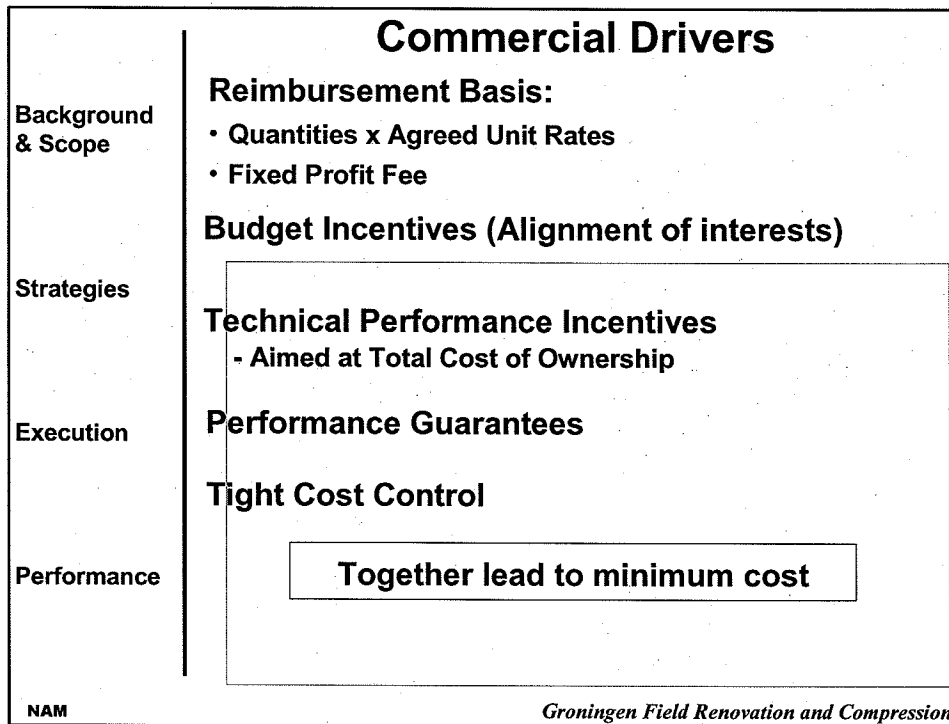 Commercial Drivers
Background
& Scope
Strategies
Execution
Performance
Reimbursement Basis:
• Quantities x Agreed Unit Rates
• Fixed Profit Fee
Budget Incentives (Alignment of interests)
Technical Performance Incentives
- Aimed at Total Cost of Ownership
Performance Guarantees
Tight Cost Control
Together lead to minimum cost
NAM
Groningen Field Renovation and Compression